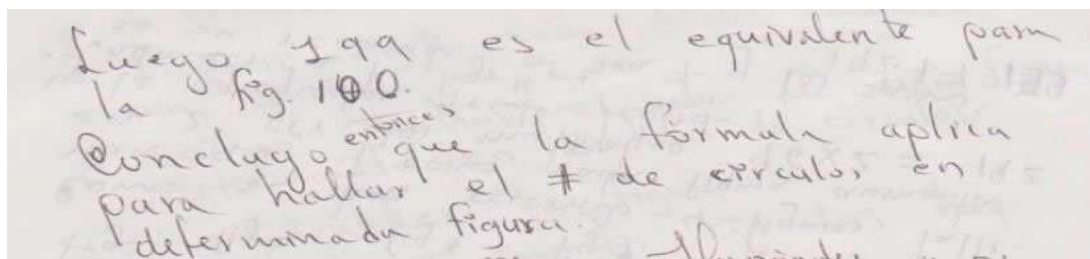 Luego, 199 es el equivalente para
la fig. 100.
Concluyo entonces que la formula aplica
para hallar el # de circulos en
determinada figura.